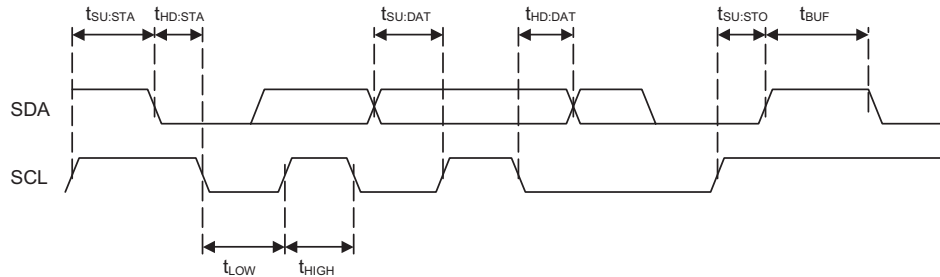 tSU:STA tHD:STA tSU:DAT tHD:DAT tSU:STO tBUF
SDA
SCL
tLOW tHIGH